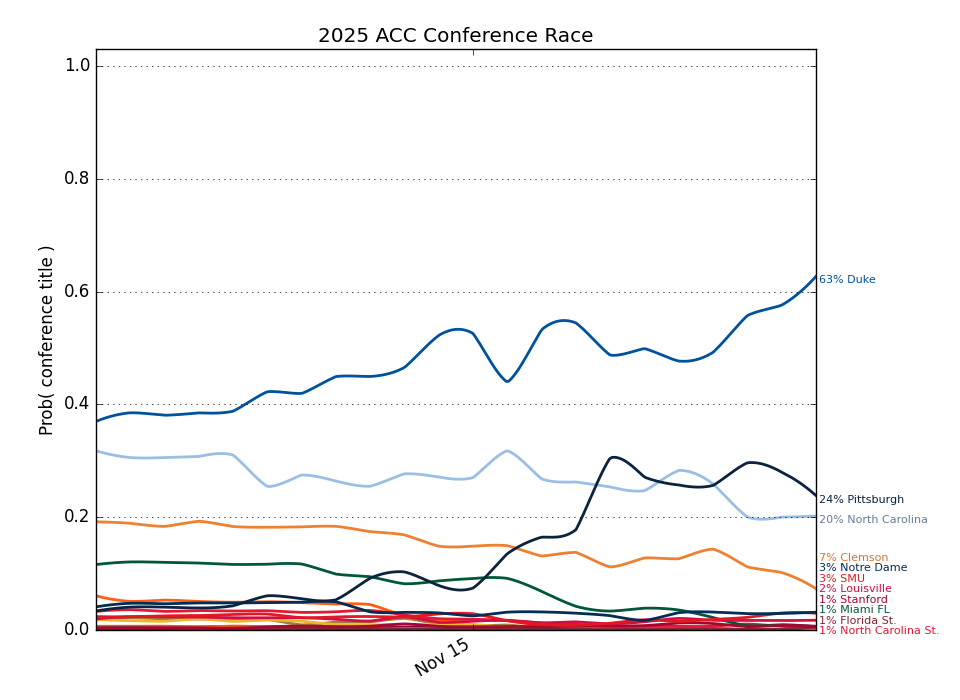 2025 ACC Conference Race
Prob( conference title )
1.0
0.8
0.6
0.4
0.2
0.0
Nov 15
63% Duke
24% Pittsburgh
20% North Carolina
7% Clemson
3% Notre Dame
3% SMU
2% Louisville
1% Stanford
1% Miami FL
1% Florida St.
1% North Carolina St.